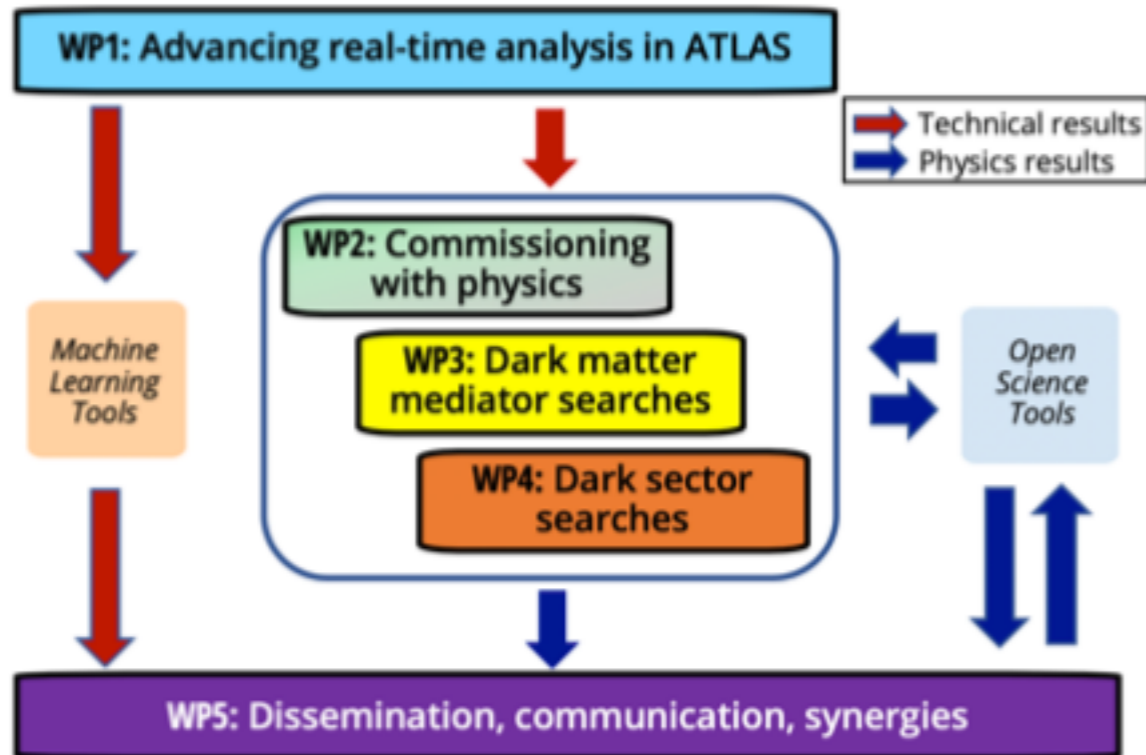 WP1: Advancing real-time analysis in ATLAS
Technical results
Physics results
WP2: Commissioning
with physics
WP3: Dark matter
mediator searches
WP4: Dark sector
searches
Machine
Learning
Tools
Open
Science
Tools
WP5: Dissemination, communication, synergies